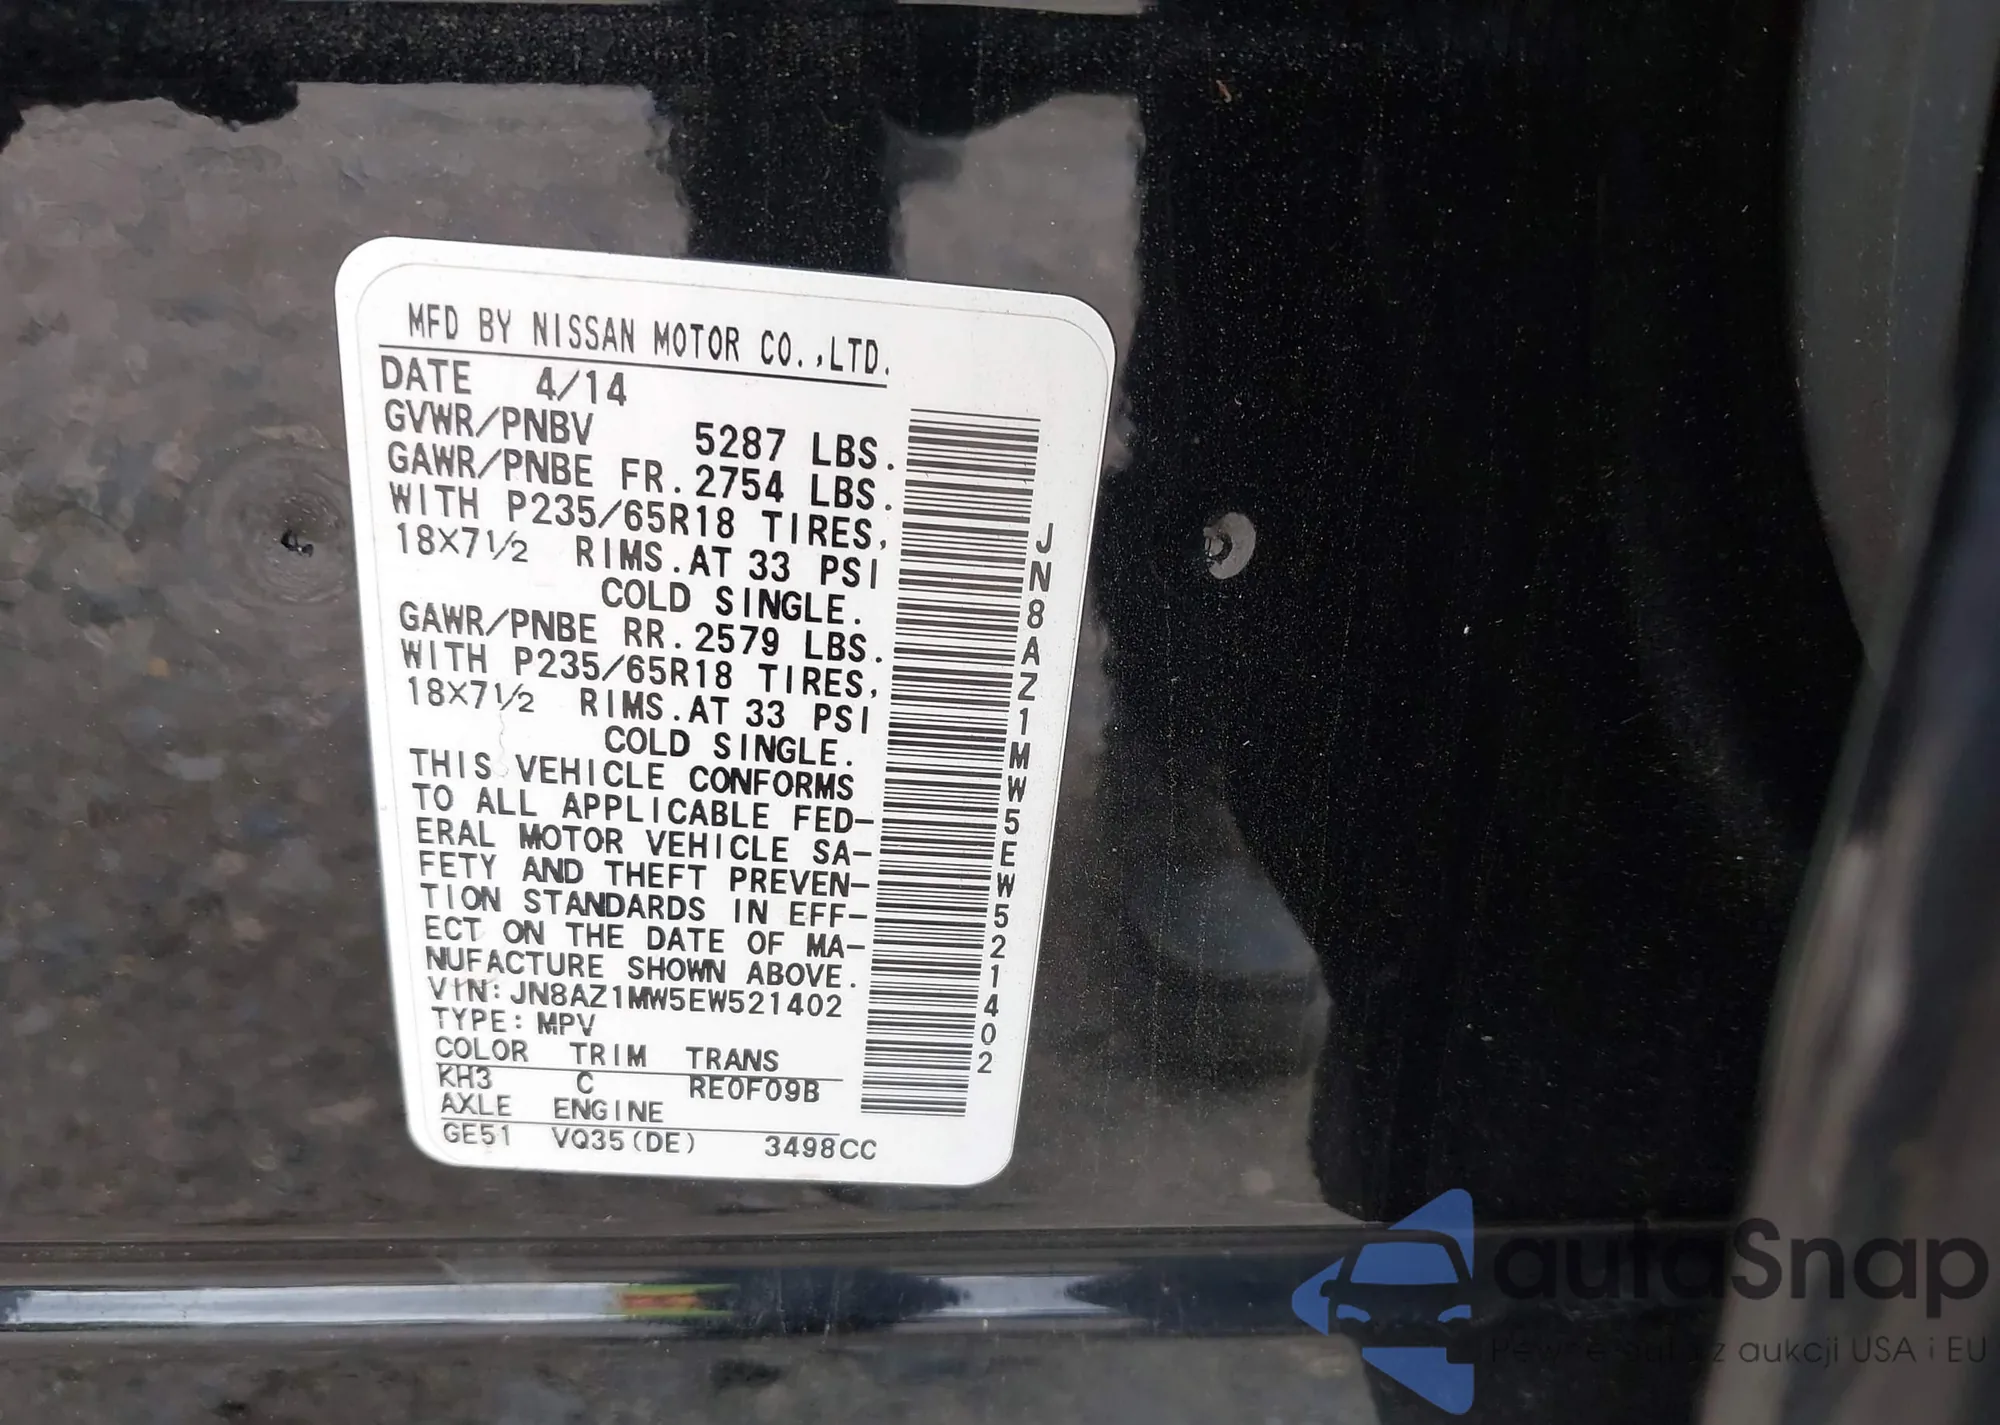 MFD BY NISSAN MOTOR CO.,LTD.
DATE 4/14
GVWR/PNBV 5287 LBS.
GAWR/PNBE FR. 2754 LBS.
WITH P235/65R18 TIRES,
18X7½ RIMS.AT 33 PSI
COLD SINGLE.
GAWR/PNBE RR. 2579 LBS.
WITH P235/65R18 TIRES,
18X7½ RIMS.AT 33 PSI
COLD SINGLE.
THIS VEHICLE CONFORMS
TO ALL APPLICABLE FED-
ERAL MOTOR VEHICLE SA-
FETY AND THEFT PREVEN-
TION STANDARDS IN EFF-
ECT ON THE DATE OF MA-
NUFACTURE SHOWN ABOVE.
VIN: JN8AZ1MW5EW521402
TYPE: MPV
COLOR TRIM TRANS
KH3 C RE0F09B
AXLE ENGINE
GE51 VQ35(DE) 3498CC
JN8AZ1MW5EW521402
autaSnap
Pewne auta z aukcji USA i EU